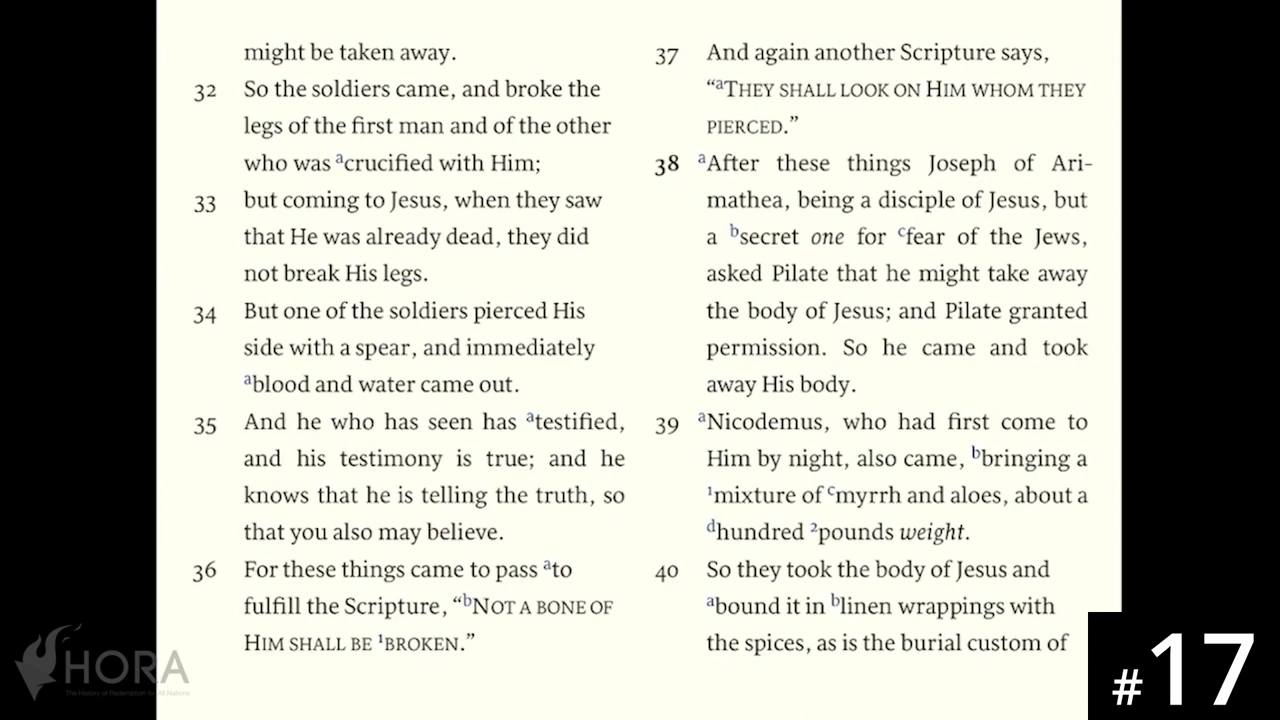 might be taken away.
32 So the soldiers came, and broke the
legs of the first man and of the other
who was ᵃcrucified with Him;
33 but coming to Jesus, when they saw
that He was already dead, they did
not break His legs.
34 But one of the soldiers pierced His
side with a spear, and immediately
ᵃblood and water came out.
35 And he who has seen has ᵃtestified,
and his testimony is true; and he
knows that he is telling the truth, so
that you also may believe.
36 For these things came to pass ᵃto
fulfill the Scripture, “ᵇNOT A BONE OF
HIM SHALL BE ¹BROKEN.”
37 And again another Scripture says,
“ᵃTHEY SHALL LOOK ON HIM WHOM THEY
PIERCED.”
38 ᵃAfter these things Joseph of Ari-
mathea, being a disciple of Jesus, but
a ᵇsecret one for ᶜfear of the Jews,
asked Pilate that he might take away
the body of Jesus; and Pilate granted
permission. So he came and took
away His body.
39 ᵃNicodemus, who had first come to
Him by night, also came, ᵇbringing a
¹mixture of ᶜmyrrh and aloes, about a
ᵈhundred ²pounds weight.
40 So they took the body of Jesus and
ᵃbound it in ᵇlinen wrappings with
the spices, as is the burial custom of
HORA
The History of Redemption for All Nations
#17